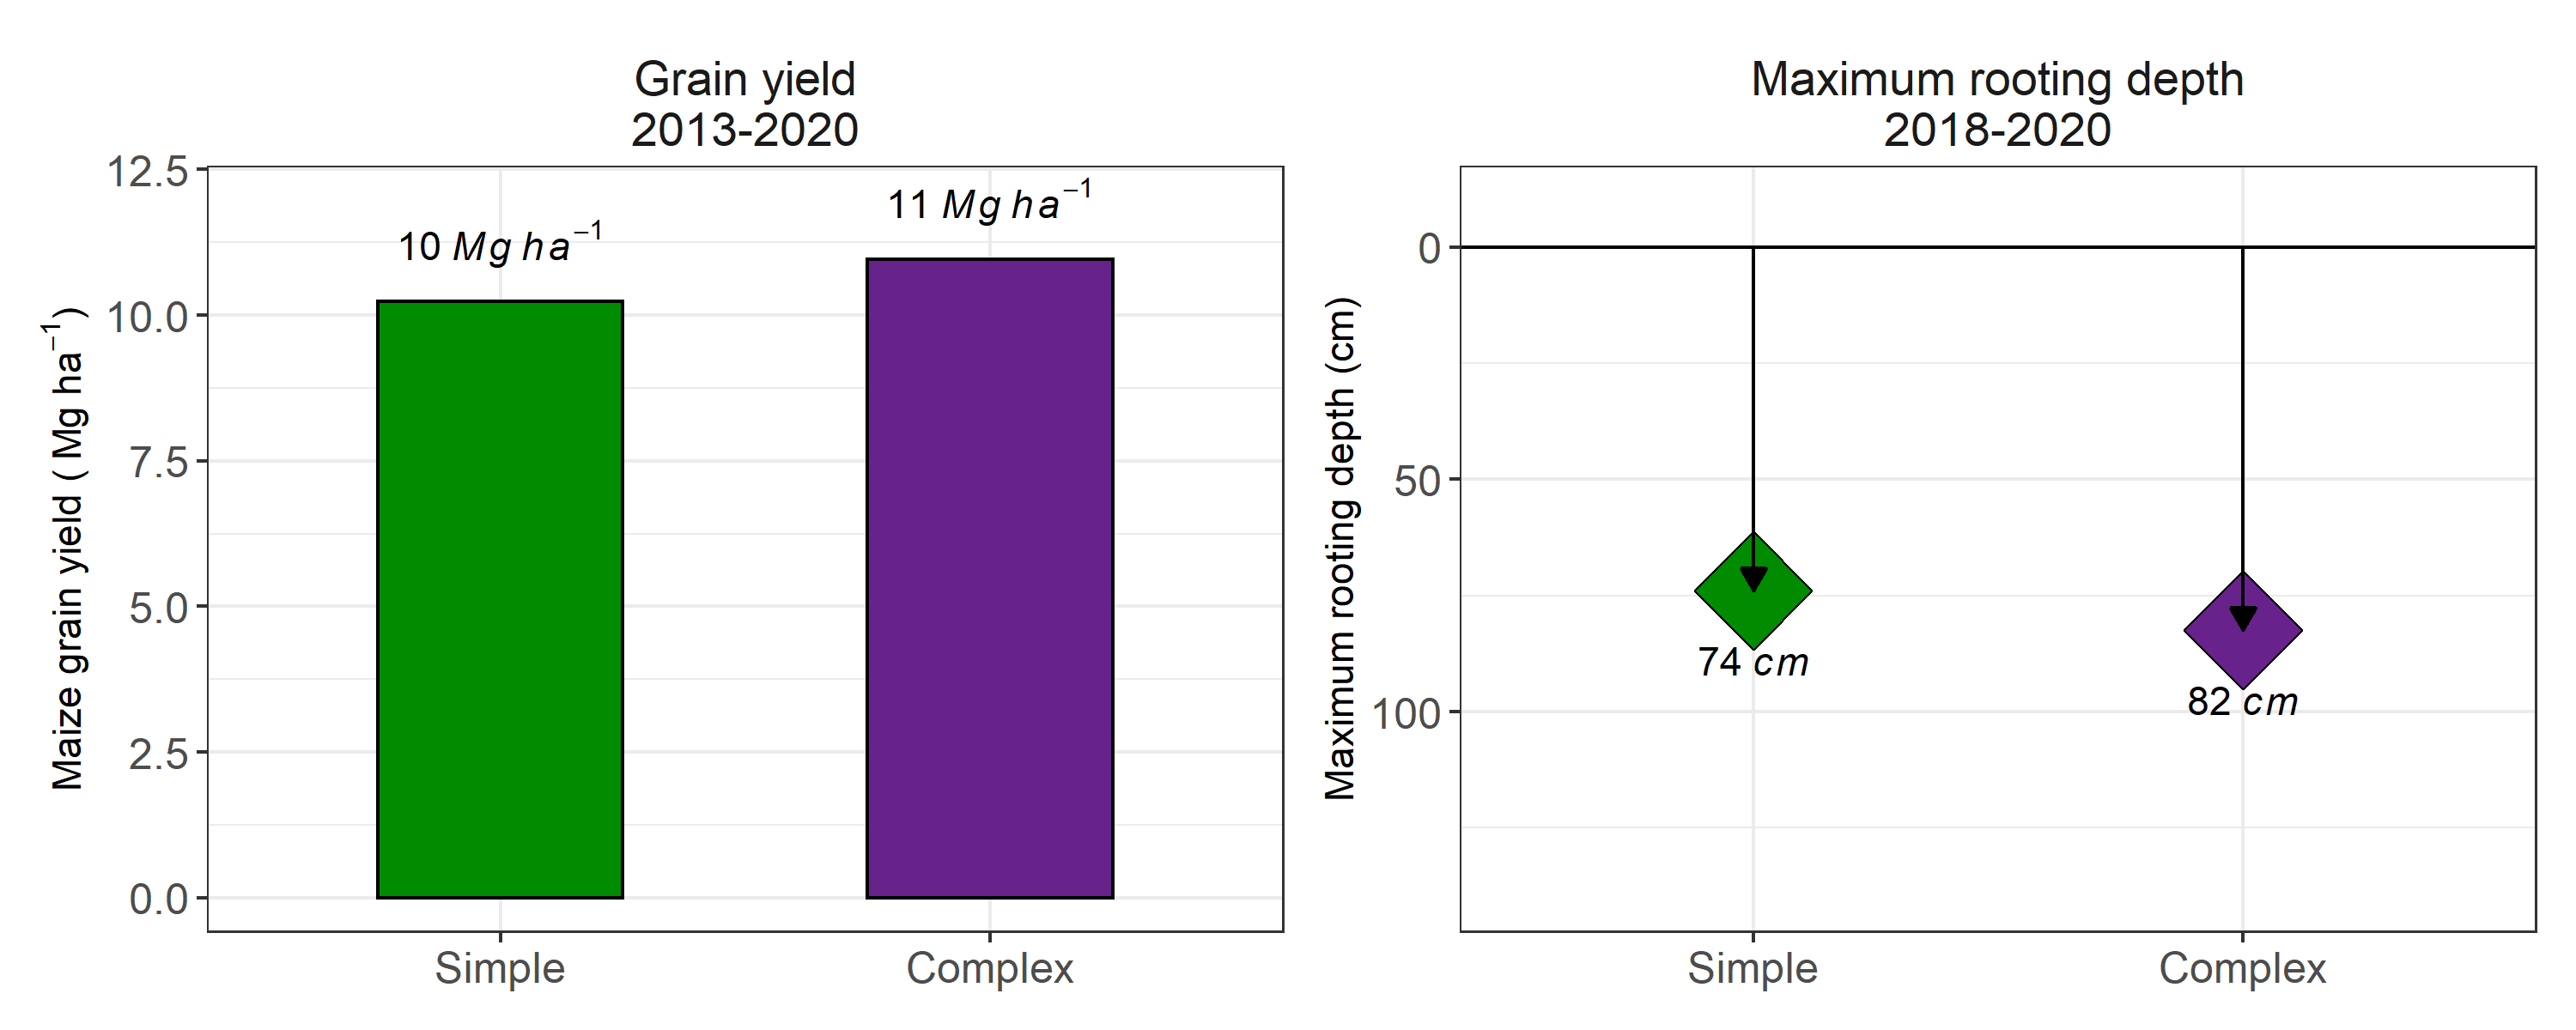 Grain yield
2013-2020
Maize grain yield ( Mg ha⁻¹)
12.5
10.0
7.5
5.0
2.5
0.0
10 Mg ha⁻¹
11 Mg ha⁻¹
Simple
Complex
Maximum rooting depth
2018-2020
Maximum rooting depth (cm)
0
50
100
74 cm
82 cm
Simple
Complex